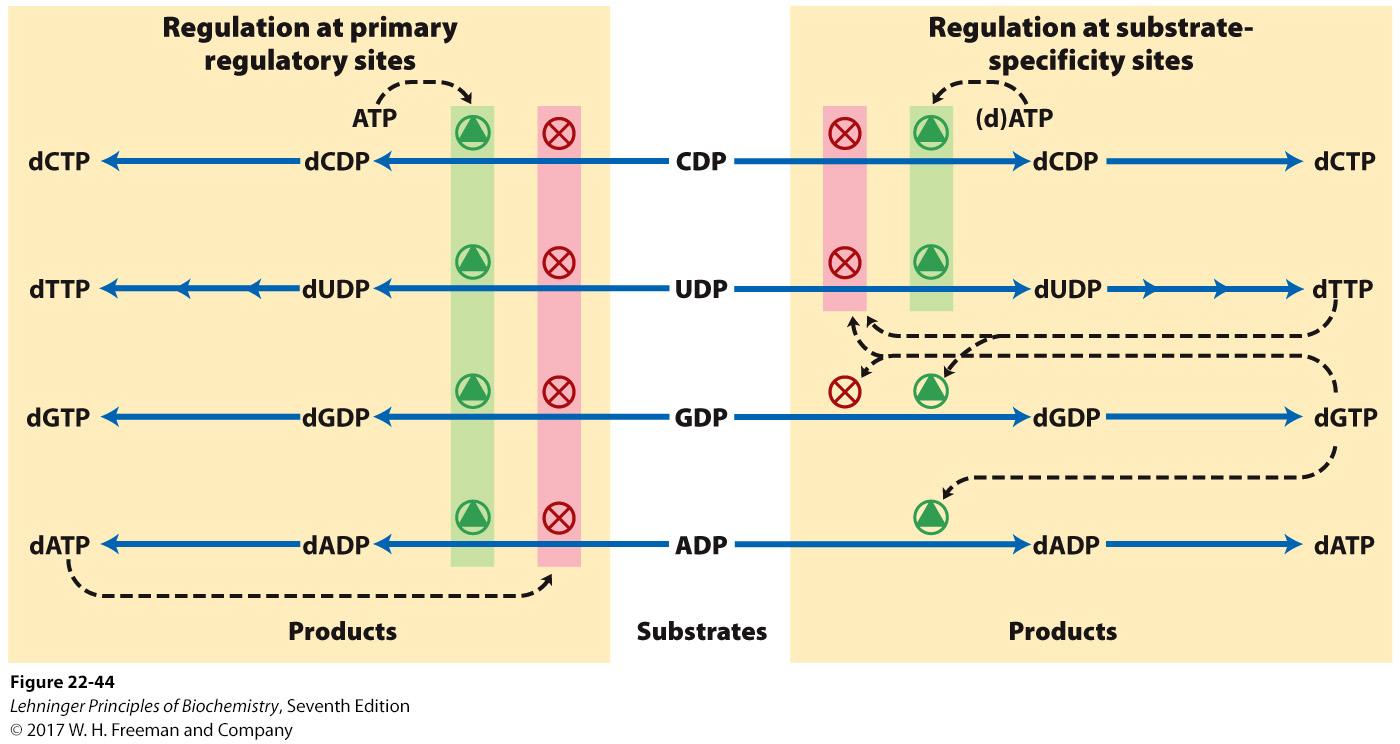 Regulation at primary
regulatory sites
Regulation at substrate-
specificity sites
ATP
(d)ATP
dCTP dCDP CDP dCDP dCTP
dTTP dUDP UDP dUDP dTTP
dGTP dGDP GDP dGDP dGTP
dATP dADP ADP dADP dATP
Products Substrates Products
Figure 22-44
Lehninger Principles of Biochemistry, Seventh Edition
© 2017 W. H. Freeman and Company